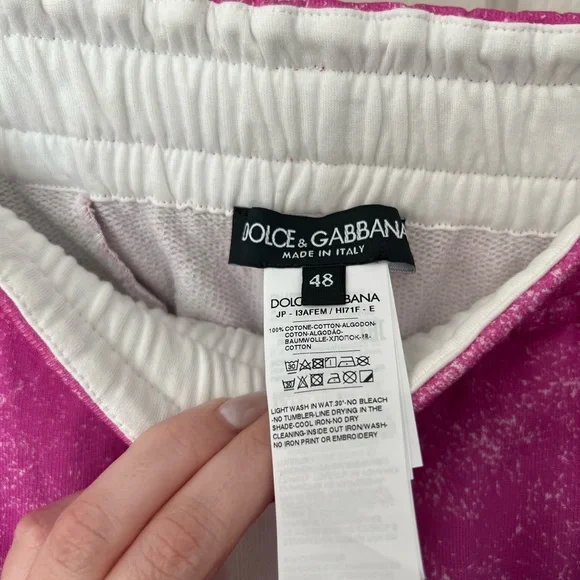 DOLCE & GABBANA
MADE IN ITALY
48
DOLCE GABBANA
JP - I3AFEM / HI71F - E
100% COTONE-COTTON-ALGODON-
COTON-ALGODÃO-
BAUMWOLLE-ХЛОПОК-
COTTON
LIGHT WASH IN WAT.30°-NO BLEACH
-NO TUMBLER-LINE DRYING IN THE
SHADE-COOL IRON-NO DRY
CLEANING-INSIDE OUT IRON/WASH-
NO IRON PRINT OR EMBROIDERY